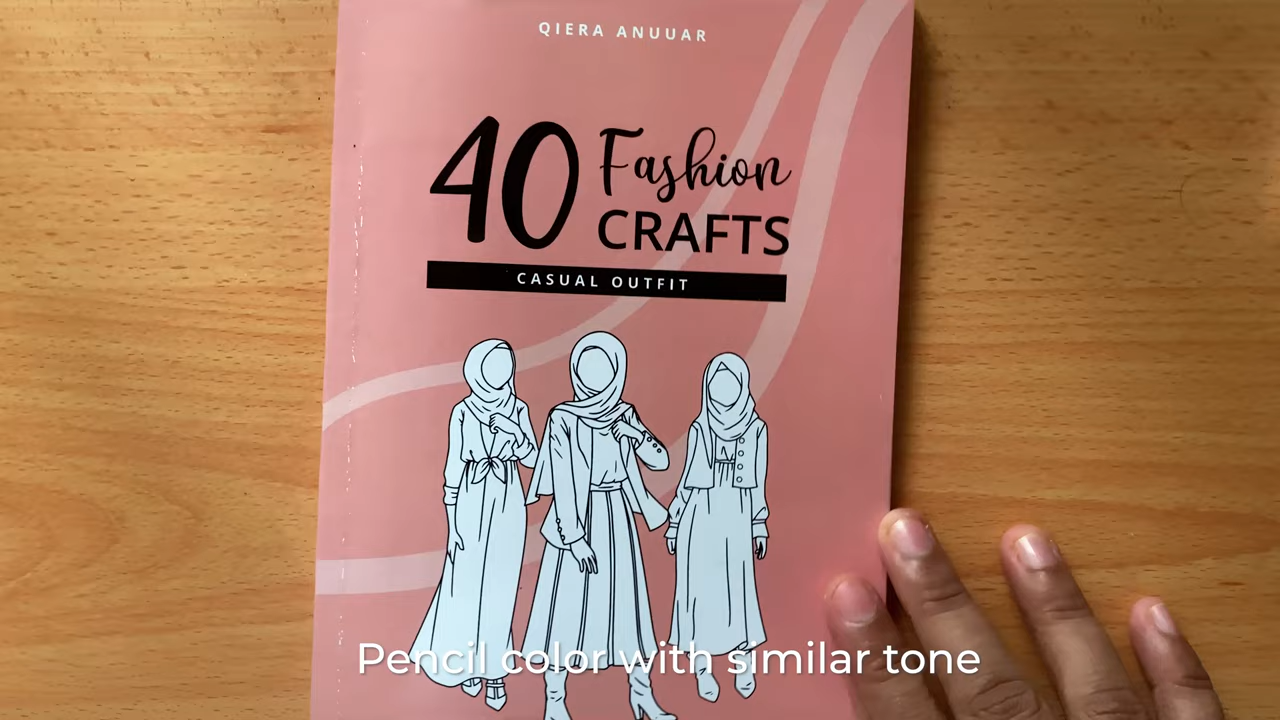 QIERA ANUUAR
40 Fashion
CRAFTS
CASUAL OUTFIT
Pencil color with similar tone